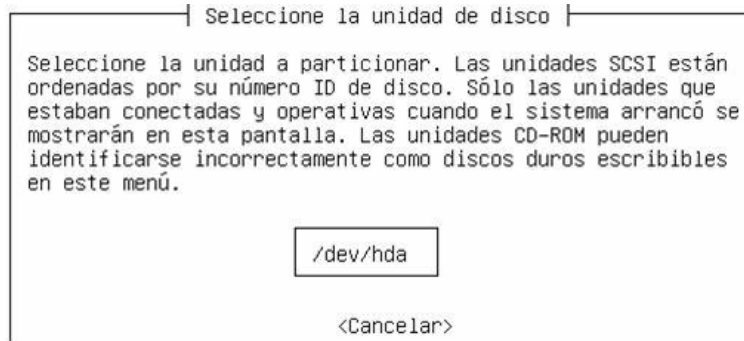 Seleccione la unidad de disco
Seleccione la unidad a particionar. Las unidades SCSI están
ordenadas por su número ID de disco. Sólo las unidades que
estaban conectadas y operativas cuando el sistema arrancó se
mostrarán en esta pantalla. Las unidades CD-ROM pueden
identificarse incorrectamente como discos duros escribibles
en este menú.
/dev/hda
<Cancelar>